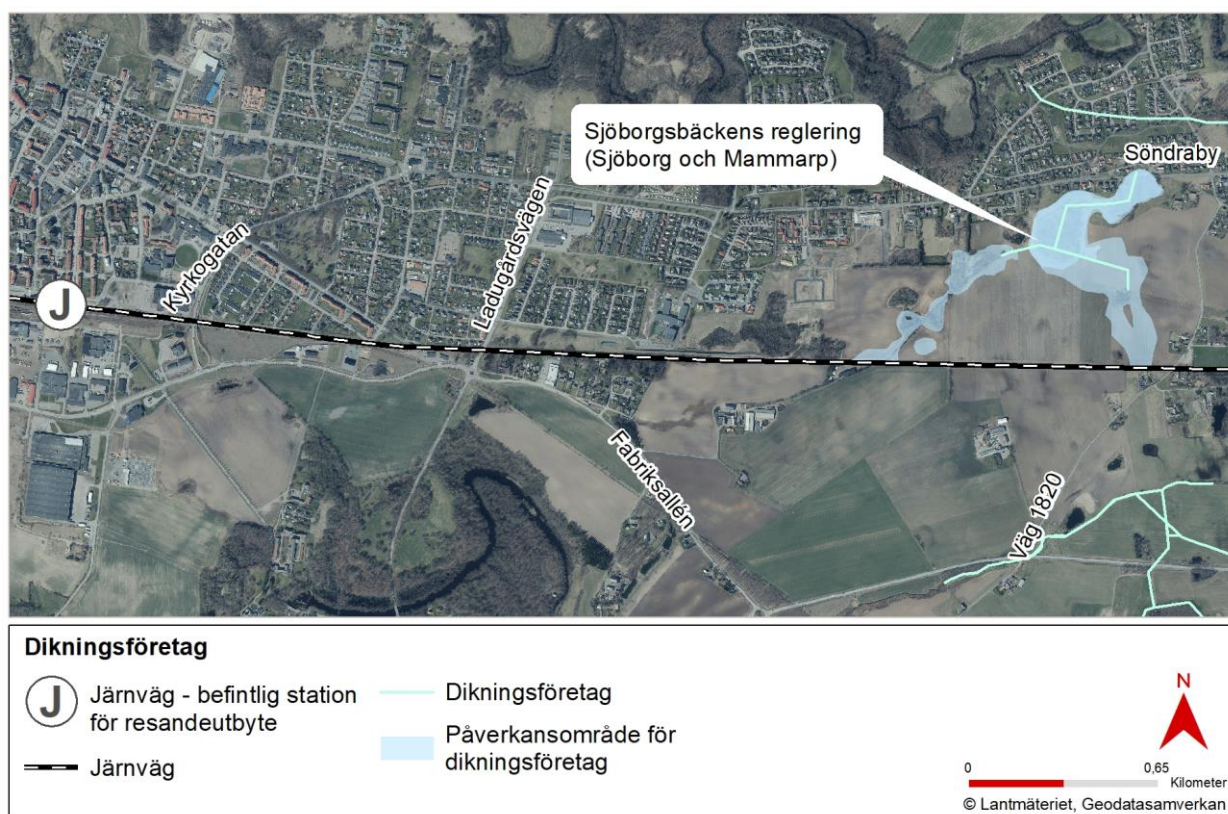 Sjöborgsbäckens reglering
(Sjöborg och Mammarp)
Söndraby
Kyrkogatan
Ladugårdsvägen
J
Fabriksallén
Väg 1820
Dikningsföretag
J
Järnväg - befintlig station
för resandeutbyte
Järnväg
Dikningsföretag
Påverkansområde för
dikningsföretag
N
0 0,65
Kilometer
© Lantmäteriet, Geodatasamverkan